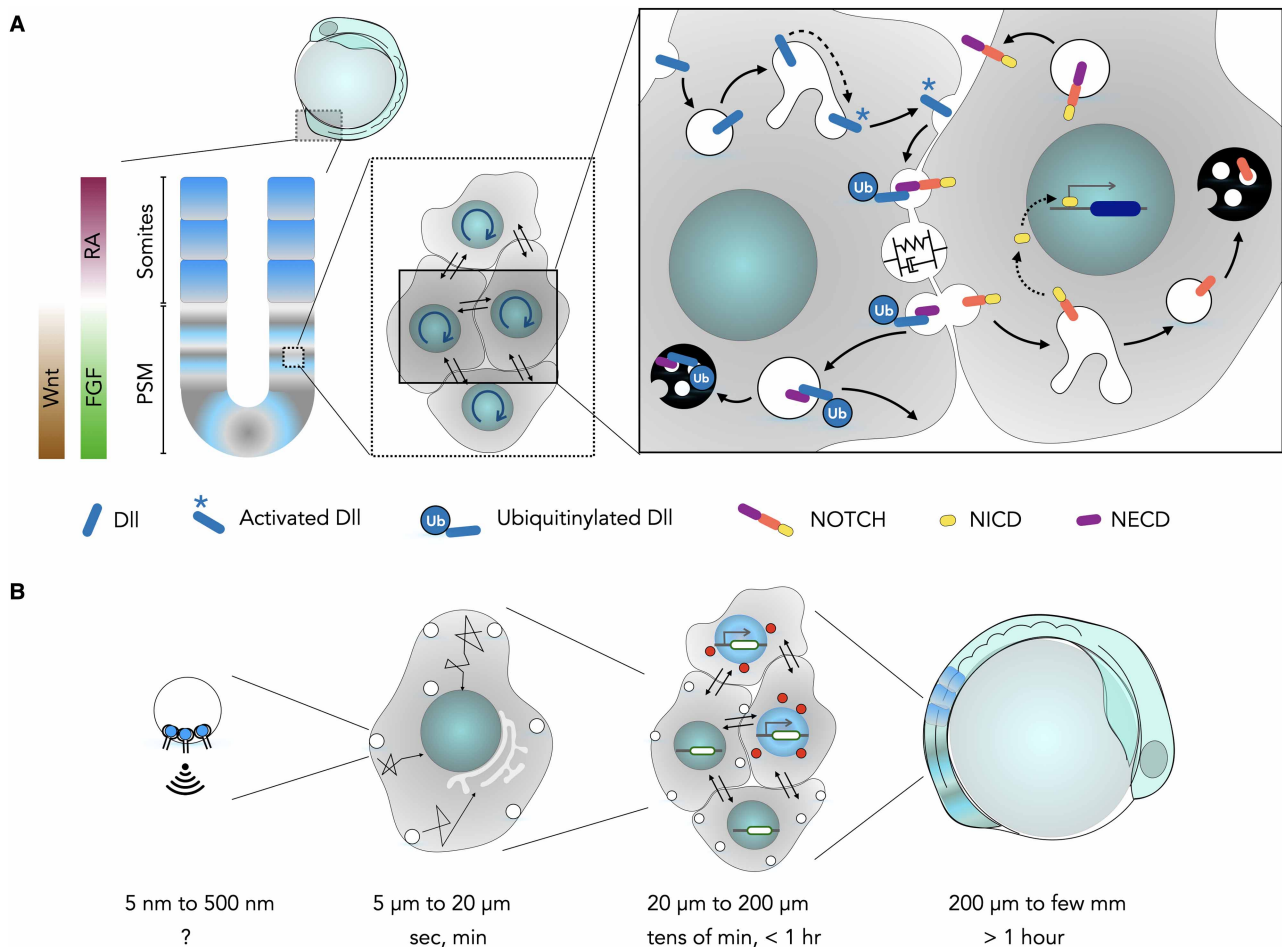 A
RA
Somites
Wnt
FGF
PSM
*
*
Ub
Ub
Ub
Ub
*
Dll
Activated Dll
Ub
Ubiquitinylated Dll
NOTCH
NICD
NECD
B
5 nm to 500 nm
5 µm to 20 µm
20 µm to 200 µm
200 µm to few mm
?
sec, min
tens of min, < 1 hr
> 1 hour